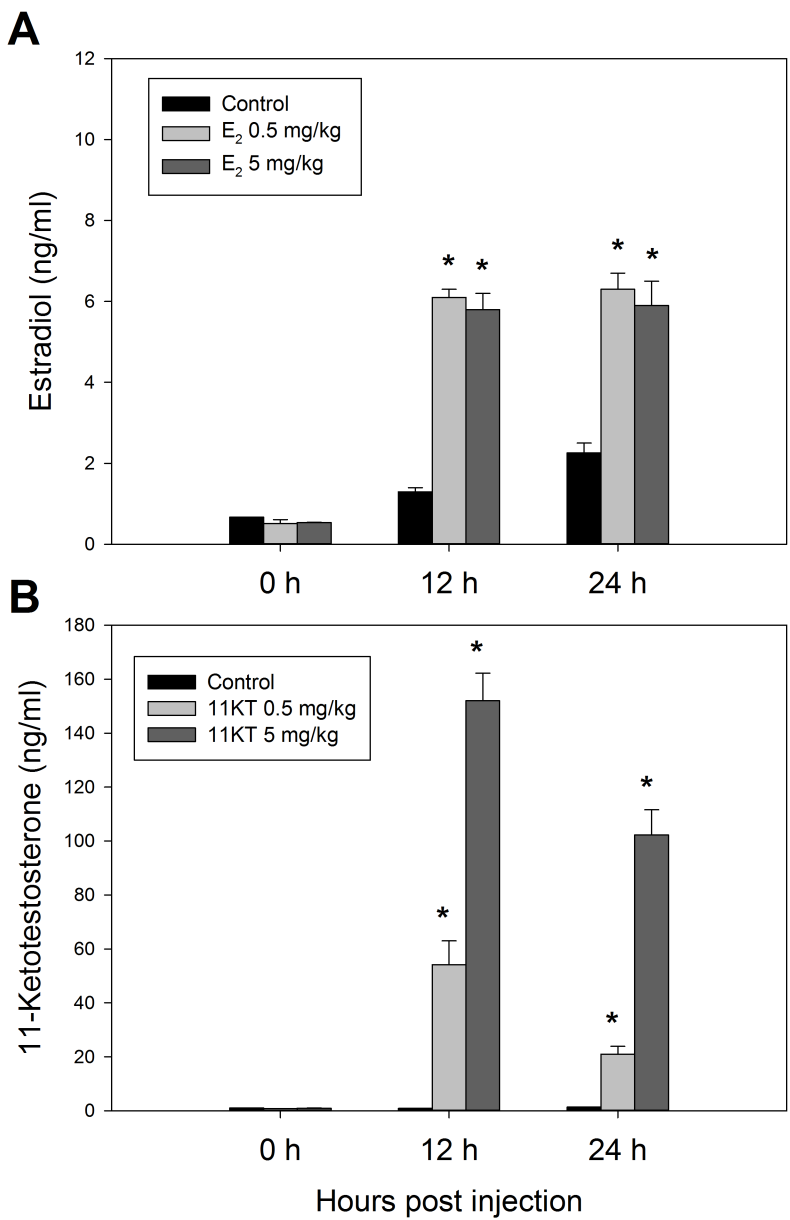 A
12
10
8
6
4
2
0
Estradiol (ng/ml)
Control
E₂ 0.5 mg/kg
E₂ 5 mg/kg
* *
* *
0 h 12 h 24 h
B
180
160
140
120
100
80
60
40
20
0
11-Ketotestosterone (ng/ml)
Control
11KT 0.5 mg/kg
11KT 5 mg/kg
* *
* *
0 h 12 h 24 h
Hours post injection